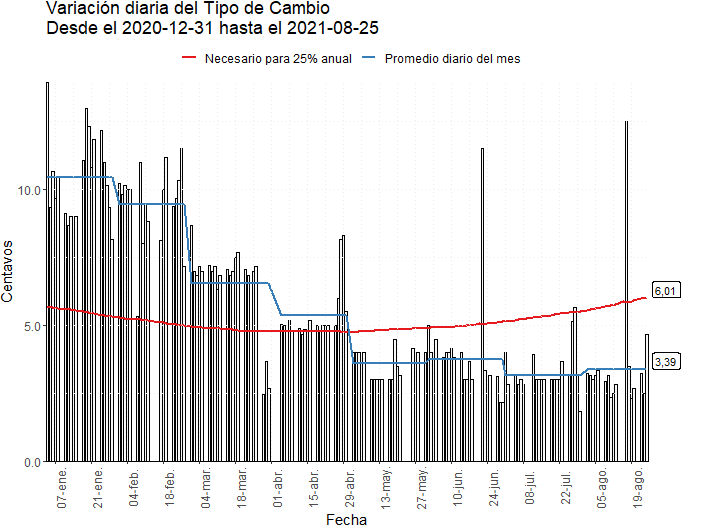 Variación diaria del Tipo de Cambio
Desde el 2020-12-31 hasta el 2021-08-25
Necesario para 25% anual Promedio diario del mes
Centavos
10.0
5.0
0.0
6,01
3,39
07-ene. 21-ene. 04-feb. 18-feb. 04-mar. 18-mar. 01-abr. 15-abr. 29-abr. 13-may. 27-may. 10-jun. 24-jun. 08-jul. 22-jul. 05-ago. 19-ago.
Fecha